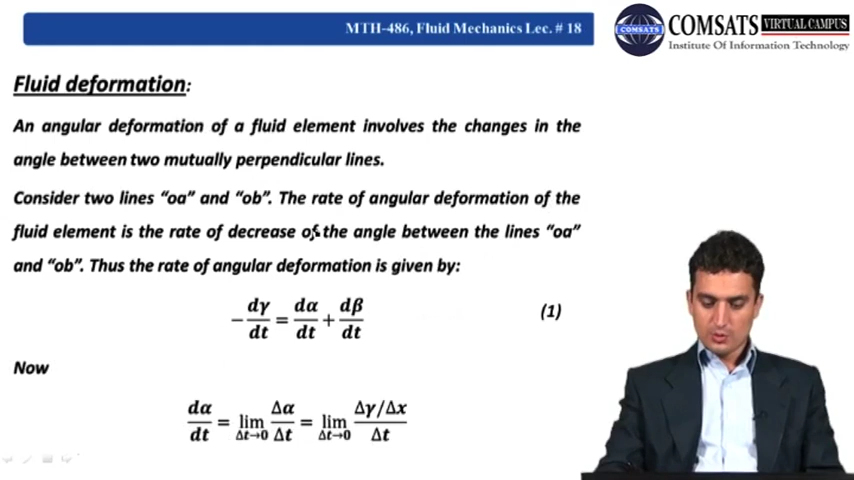 MTH-486, Fluid Mechanics Lec. # 18
COMSATS
COMSATS VIRTUAL CAMPUS
Institute Of Information Technology
Fluid deformation:
An angular deformation of a fluid element involves the changes in the
angle between two mutually perpendicular lines.
Consider two lines “oa” and “ob”. The rate of angular deformation of the
fluid element is the rate of decrease of the angle between the lines “oa”
and “ob”. Thus the rate of angular deformation is given by:
−dγ/dt = dα/dt + dβ/dt (1)
Now
dα/dt = lim Δt→0 Δα/Δt = lim Δt→0 (Δγ/Δx)/Δt